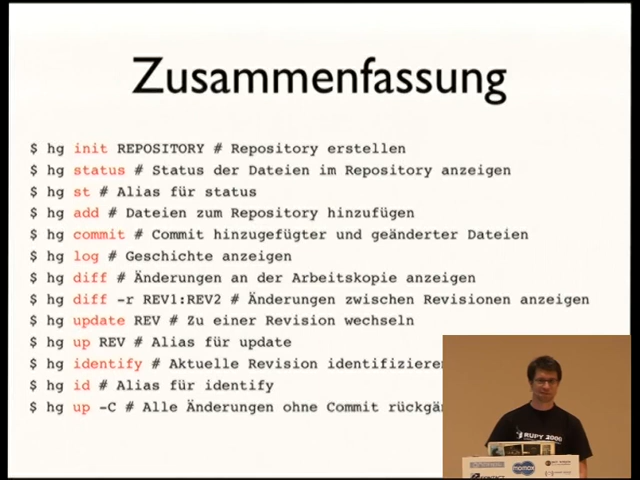 Zusammenfassung
$ hg init REPOSITORY # Repository erstellen
$ hg status # Status der Dateien im Repository anzeigen
$ hg st # Alias für status
$ hg add # Dateien zum Repository hinzufügen
$ hg commit # Commit hinzugefügter und geänderter Dateien
$ hg log # Geschichte anzeigen
$ hg diff # Änderungen an der Arbeitskopie anzeigen
$ hg diff -r REV1:REV2 # Änderungen zwischen Revisionen anzeigen
$ hg update REV # Zu einer Revision wechseln
$ hg up REV # Alias für update
$ hg identify # Aktuelle Revision identifizieren
$ hg id # Alias für identify
$ hg up -C # Alle Änderungen ohne Commit rückgä
RUPY
momox